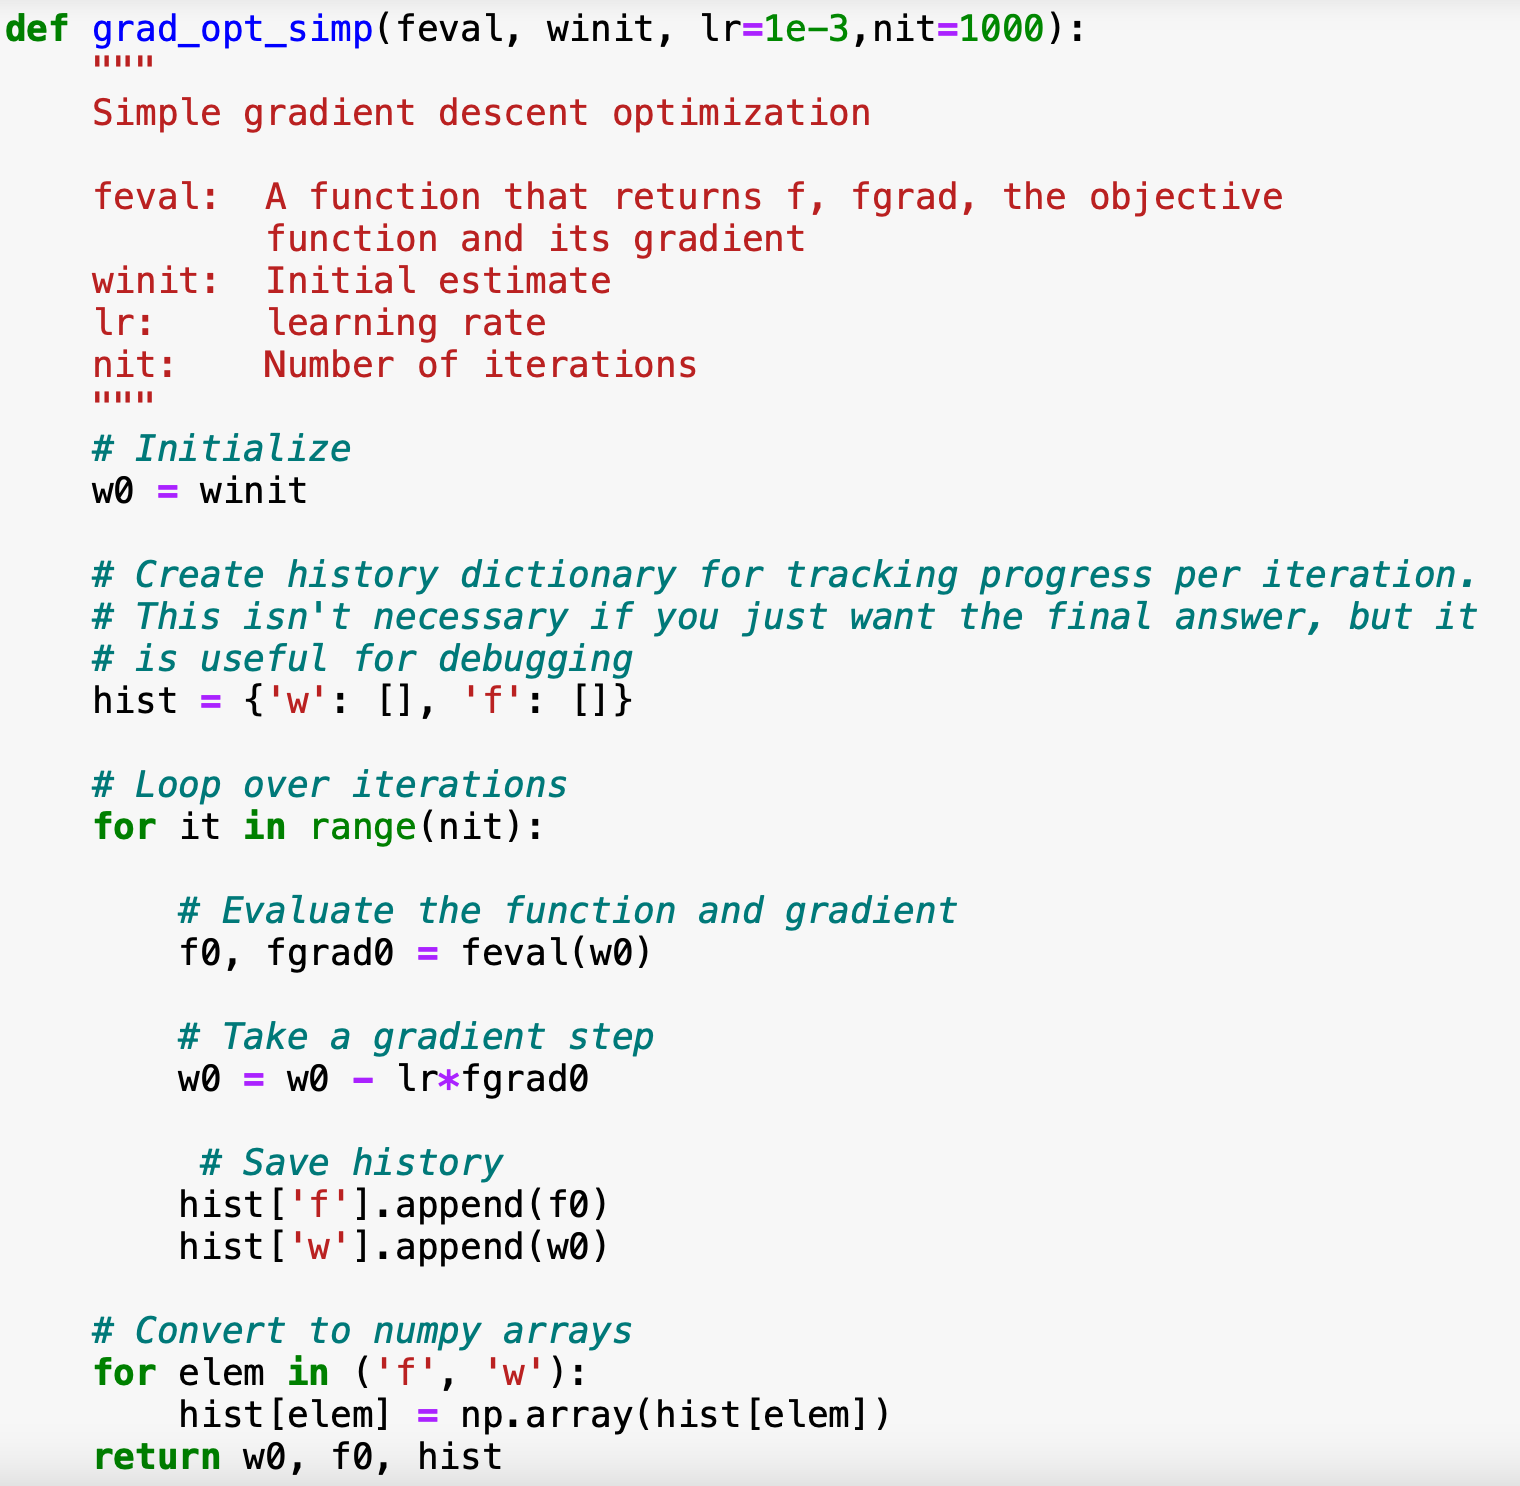 def grad_opt_simp(feval, winit, lr=1e-3,nit=1000):
    """
    Simple gradient descent optimization

    feval:  A function that returns f, fgrad, the objective
            function and its gradient
    winit:  Initial estimate
    lr:     learning rate
    nit:    Number of iterations
    """
    # Initialize
    w0 = winit

    # Create history dictionary for tracking progress per iteration.
    # This isn't necessary if you just want the final answer, but it
    # is useful for debugging
    hist = {'w': [], 'f': []}

    # Loop over iterations
    for it in range(nit):

        # Evaluate the function and gradient
        f0, fgrad0 = feval(w0)

        # Take a gradient step
        w0 = w0 - lr*fgrad0

         # Save history
        hist['f'].append(f0)
        hist['w'].append(w0)

    # Convert to numpy arrays
    for elem in ('f', 'w'):
        hist[elem] = np.array(hist[elem])
    return w0, f0, hist